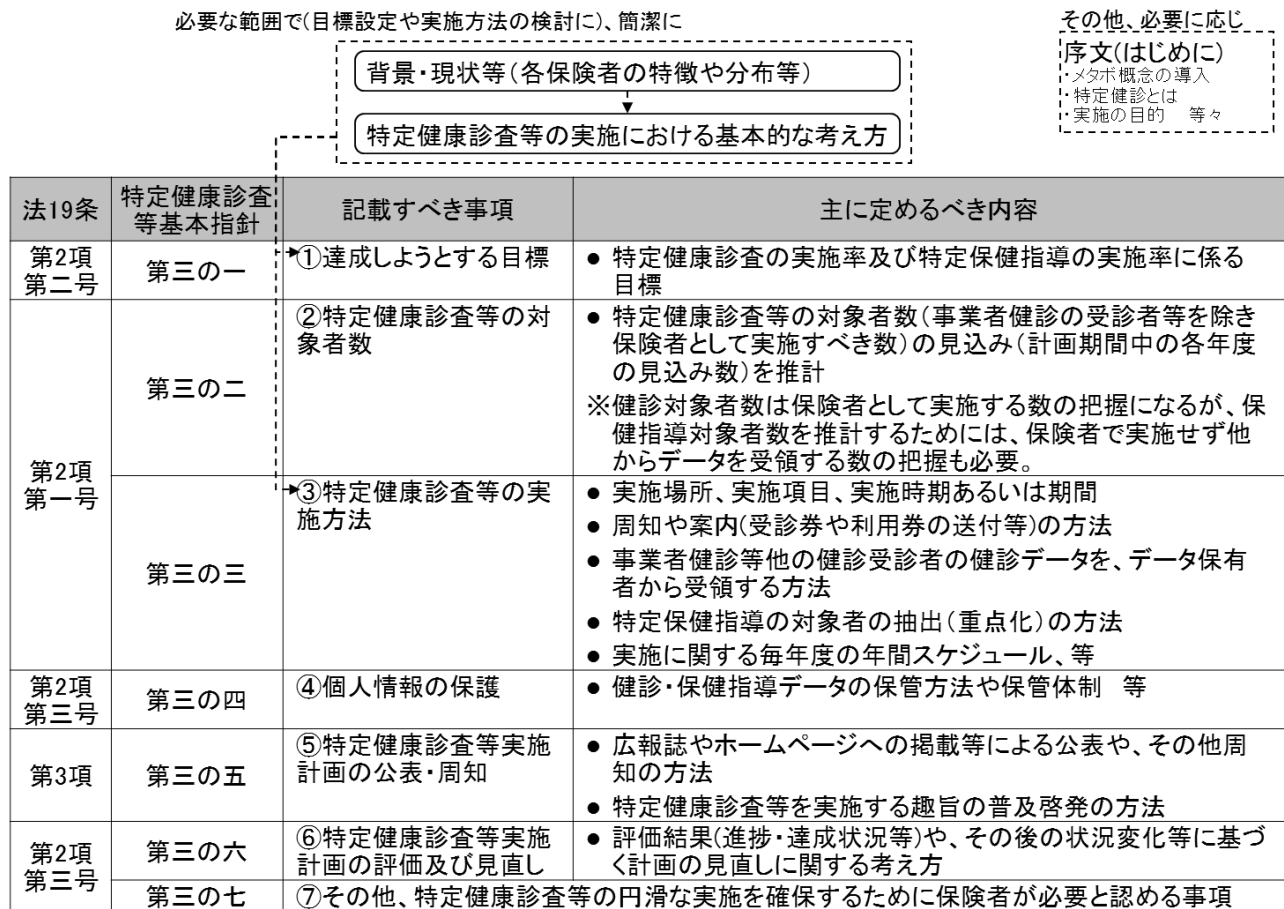 必要な範囲で(目標設定や実施方法の検討に)、簡潔に
その他、必要に応じ
背景・現状等(各保険者の特徴や分布等)
特定健康診査等の実施における基本的な考え方
序文(はじめに)
・メタボ概念の導入
・特定健診とは
・実施の目的　等々
法19条
特定健康診査
等基本指針
記載すべき事項
主に定めるべき内容
第2項
第二号
第三の一
①達成しようとする目標
● 特定健康診査の実施率及び特定保健指導の実施率に係る
目標
第2項
第一号
第三の二
②特定健康診査等の対
象者数
● 特定健康診査等の対象者数(事業者健診の受診者等を除き
保険者として実施すべき数)の見込み(計画期間中の各年度
の見込み数)を推計
※健診対象者数は保険者として実施する数の把握になるが、保
健指導対象者数を推計するためには、保険者で実施せず他
からデータを受領する数の把握も必要。
第三の三
③特定健康診査等の実
施方法
● 実施場所、実施項目、実施時期あるいは期間
● 周知や案内(受診券や利用券の送付等)の方法
● 事業者健診等他の健診受診者の健診データを、データ保有
者から受領する方法
● 特定保健指導の対象者の抽出(重点化)の方法
● 実施に関する毎年度の年間スケジュール、等
第2項
第三号
第三の四
④個人情報の保護
● 健診・保健指導データの保管方法や保管体制　等
第3項
第三の五
⑤特定健康診査等実施
計画の公表・周知
● 広報誌やホームページへの掲載等による公表や、その他周
知の方法
● 特定健康診査等を実施する趣旨の普及啓発の方法
第2項
第三号
第三の六
⑥特定健康診査等実施
計画の評価及び見直し
● 評価結果(進捗・達成状況等)や、その後の状況変化等に基づ
く計画の見直しに関する考え方
第三の七
⑦その他、特定健康診査等の円滑な実施を確保するために保険者が必要と認める事項